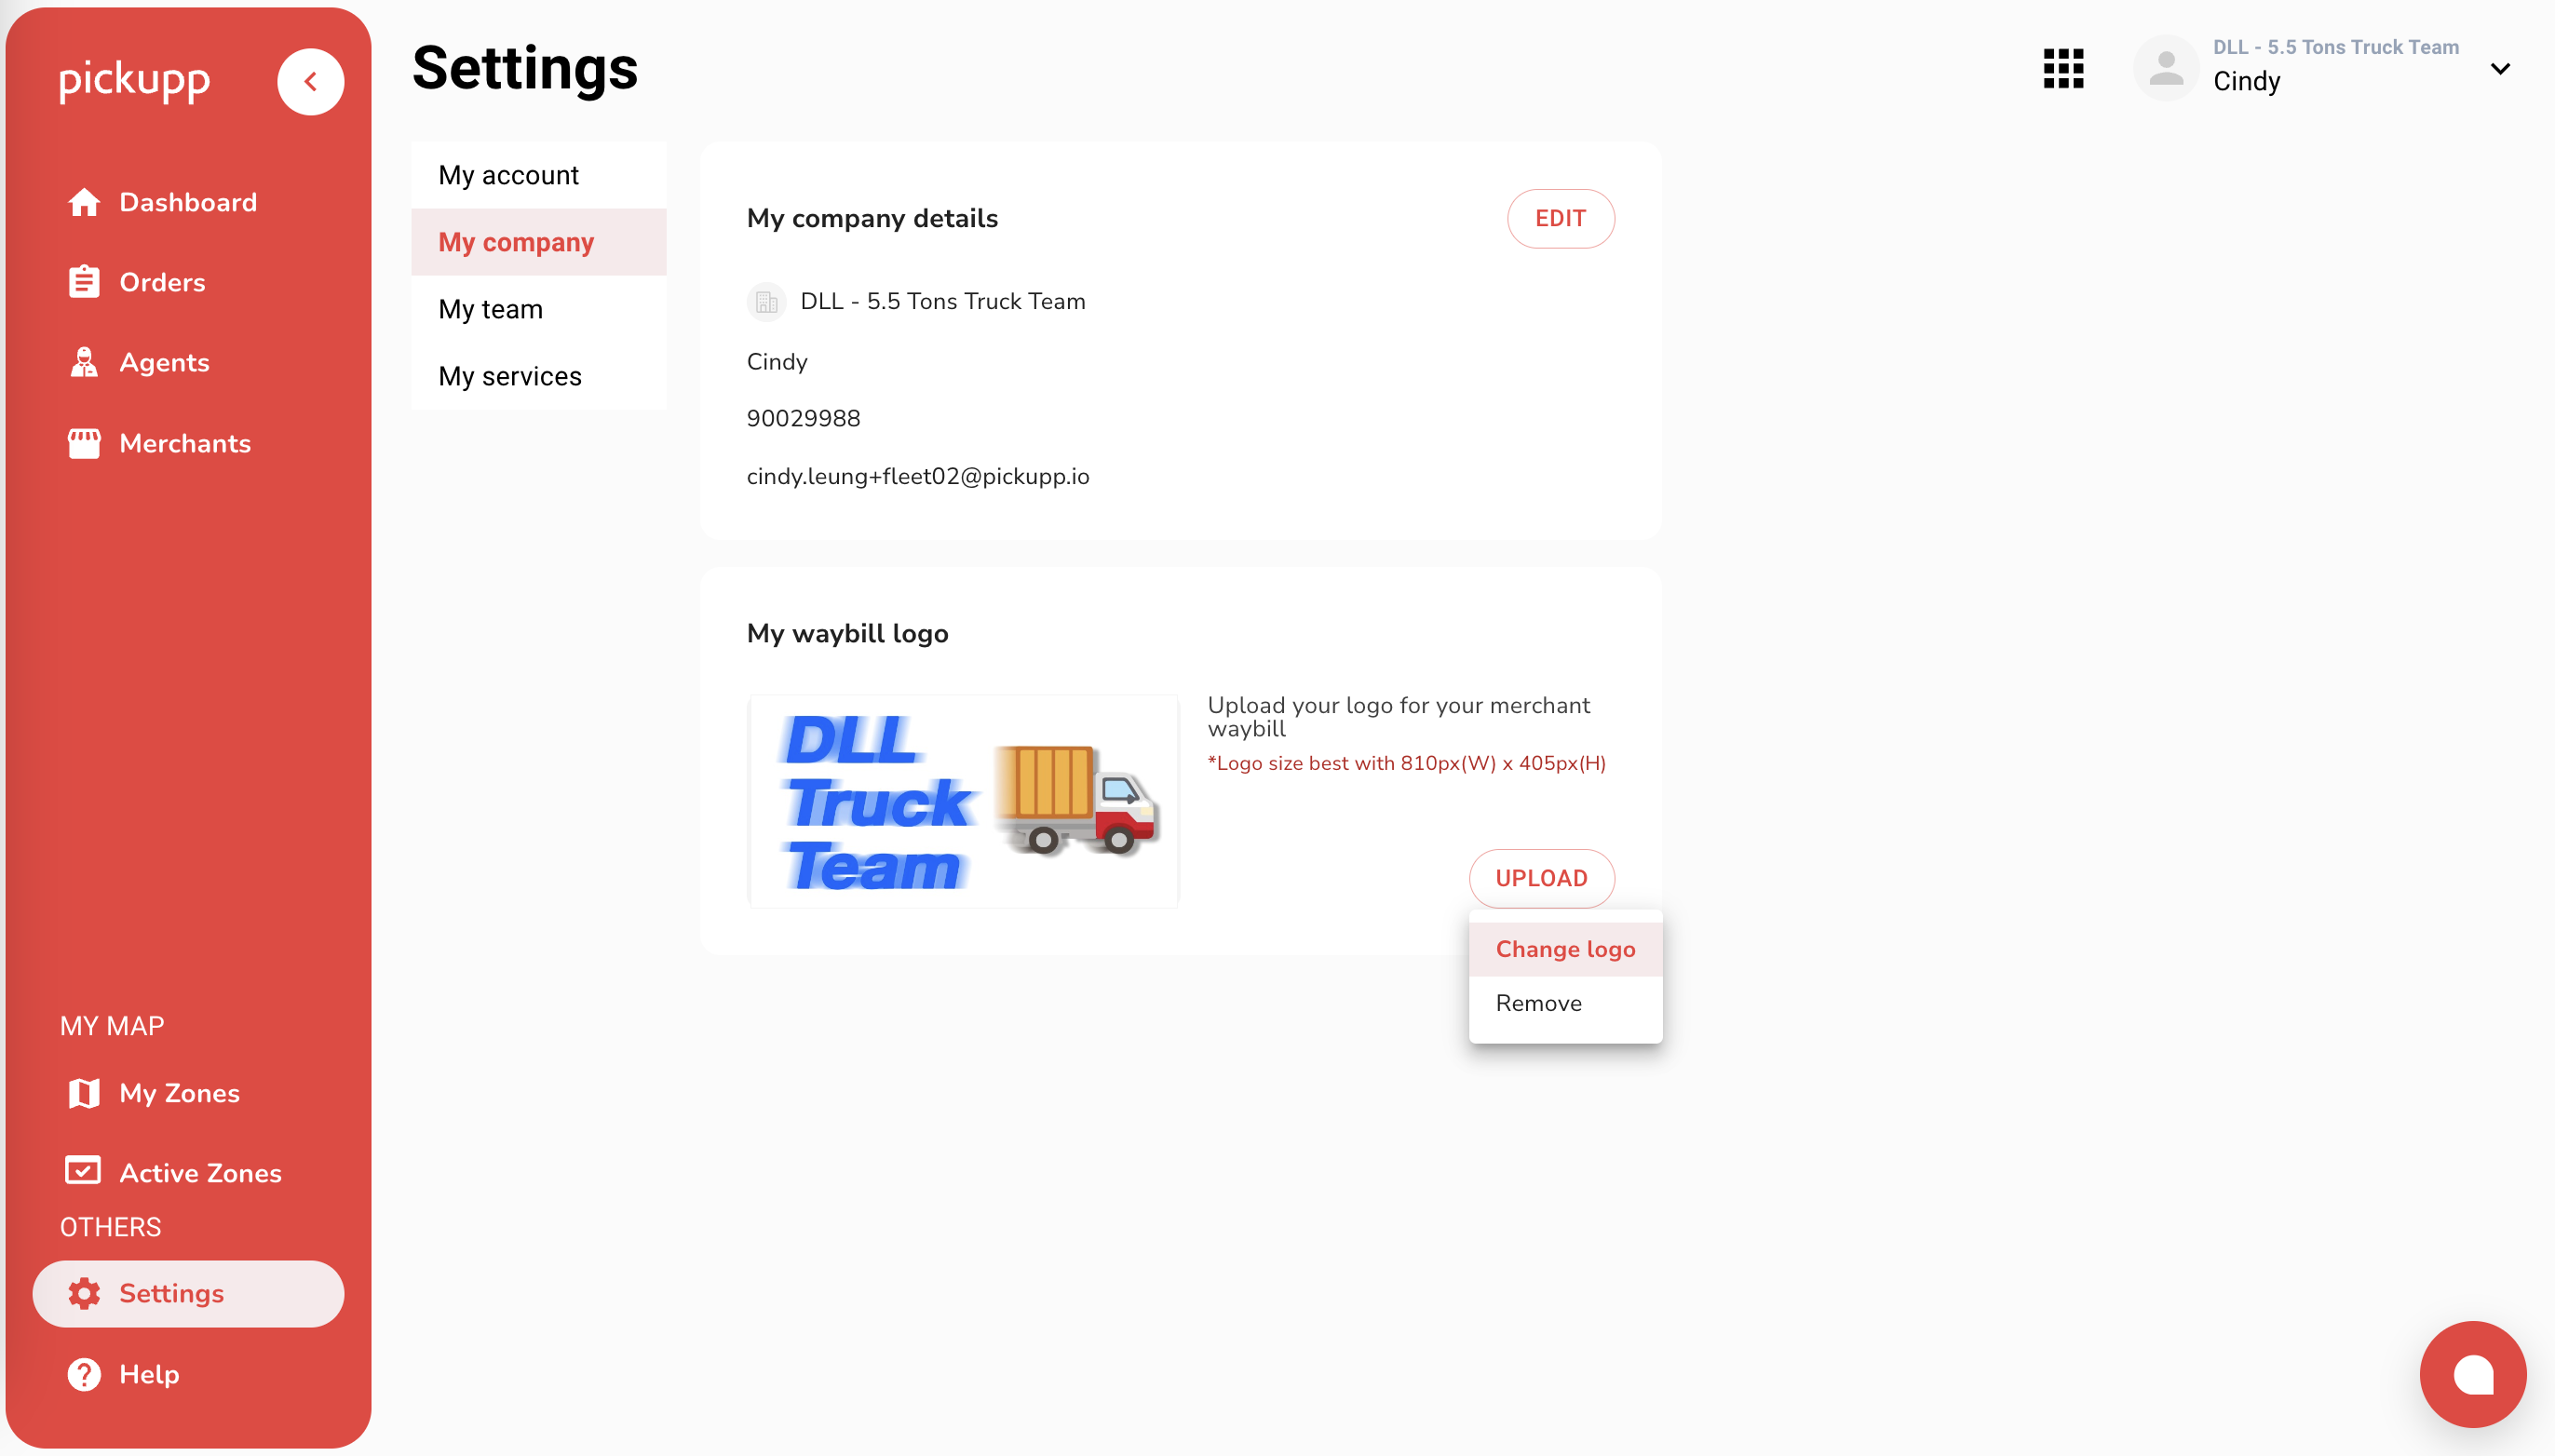 pickupp
Dashboard
Orders
Agents
Merchants
MY MAP
My Zones
Active Zones
OTHERS
Settings
Help
Settings
DLL - 5.5 Tons Truck Team
Cindy
My account
My company
My team
My services
My company details
EDIT
DLL - 5.5 Tons Truck Team
Cindy
90029988
cindy.leung+fleet02@pickupp.io
My waybill logo
DLL
Truck
Team
Upload your logo for your merchant
waybill
*Logo size best with 810px(W) x 405px(H)
UPLOAD
Change logo
Remove